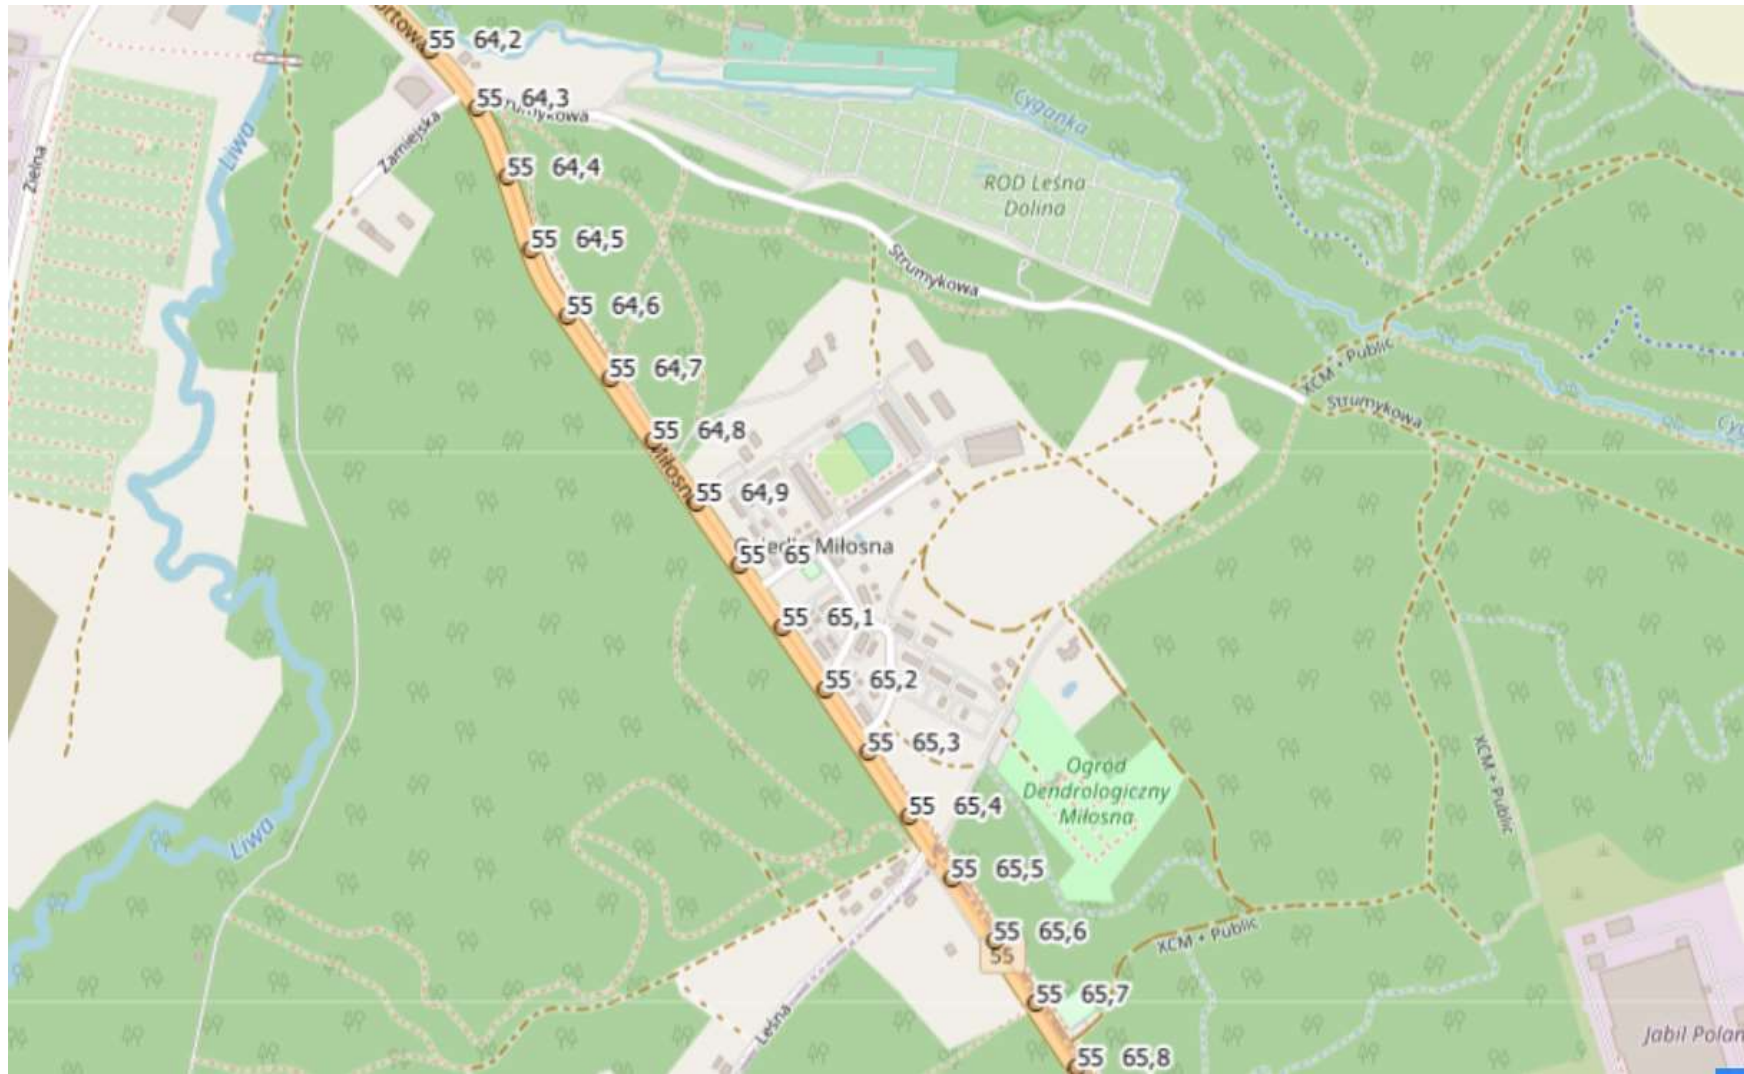 55 64,2
55 64,3
Zamiejska
Zielna
Liwa
Cyganka
55 64,4
ROD Leśna
Dolina
55 64,5
Strumykowa
55 64,6
55 64,7
XCM + Public
Strumykowa
55 64,8
55 64,9
55 65
Miłosna
55 65,1
55 65,2
55 65,3
Ogród
Dendrologiczny
Miłosna
XCM + Public
55 65,4
Liwa
55 65,5
55 65,6
XCM + Public
55
55 65,7
Leśna
Jabil Polan
55 65,8